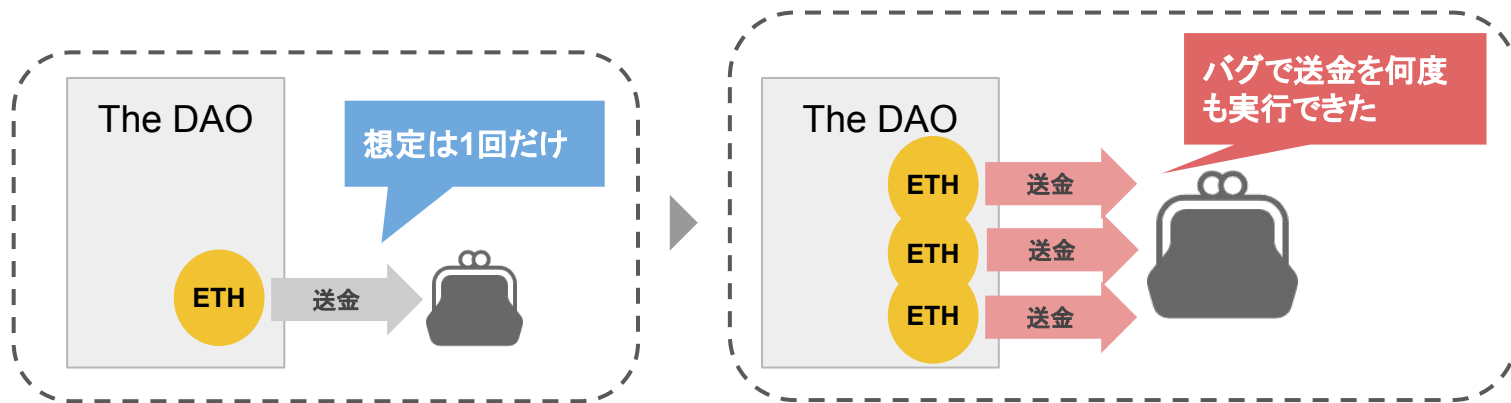 The DAO
想定は1回だけ
ETH
送金
バグで送金を何度
も実行できた
The DAO
ETH
送金
ETH
送金
ETH
送金